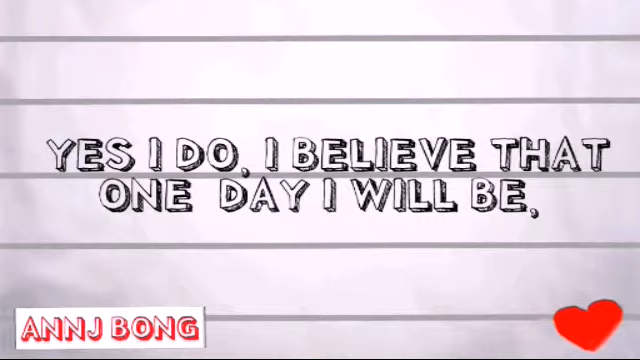 YES I DO, I BELIEVE THAT
ONE DAY I WILL BE,
ANNJ BONG